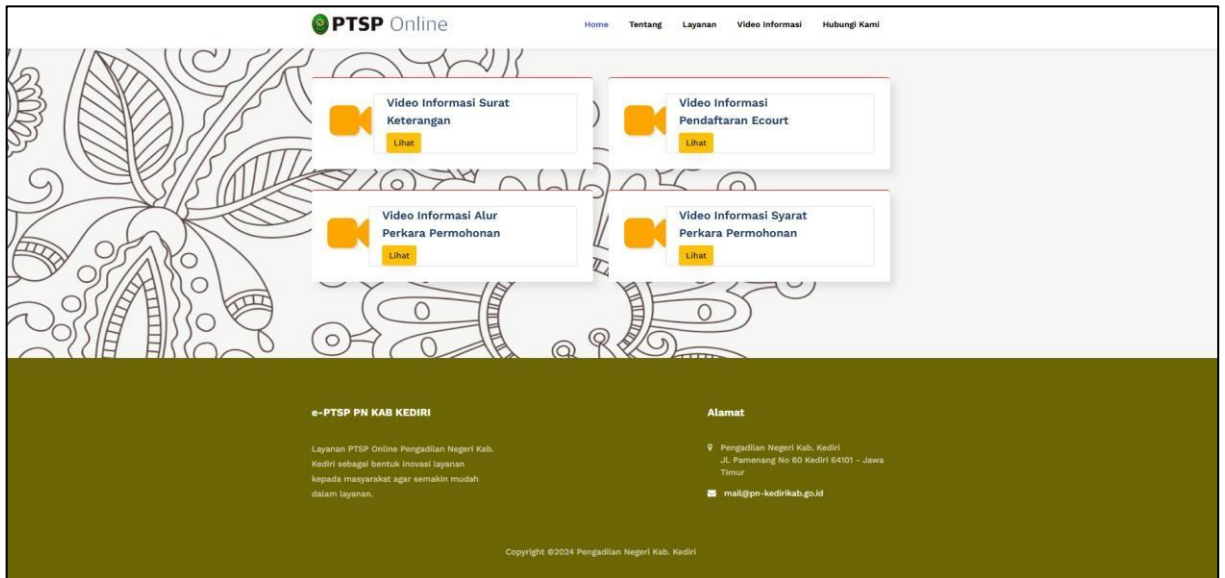 PTSP Online
Home Tentang Layanan Video Informasi Hubungi Kami
Video Informasi Surat
Keterangan
Lihat
Video Informasi
Pendaftaran Ecourt
Lihat
Video Informasi Alur
Perkara Permohonan
Lihat
Video Informasi Syarat
Perkara Permohonan
Lihat
e-PTSP PN KAB KEDIRI
Layanan PTSP Online Pengadilan Negeri Kab.
Kediri sebagai bentuk inovasi layanan
kepada masyarakat agar semakin mudah
dalam layanan.
Alamat
Pengadilan Negeri Kab. Kediri
JL. Pamenang No 60 Kediri 64101 - Jawa
Timur
mail@pn-kedirikab.go.id
Copyright ©2024 Pengadilan Negeri Kab. Kediri